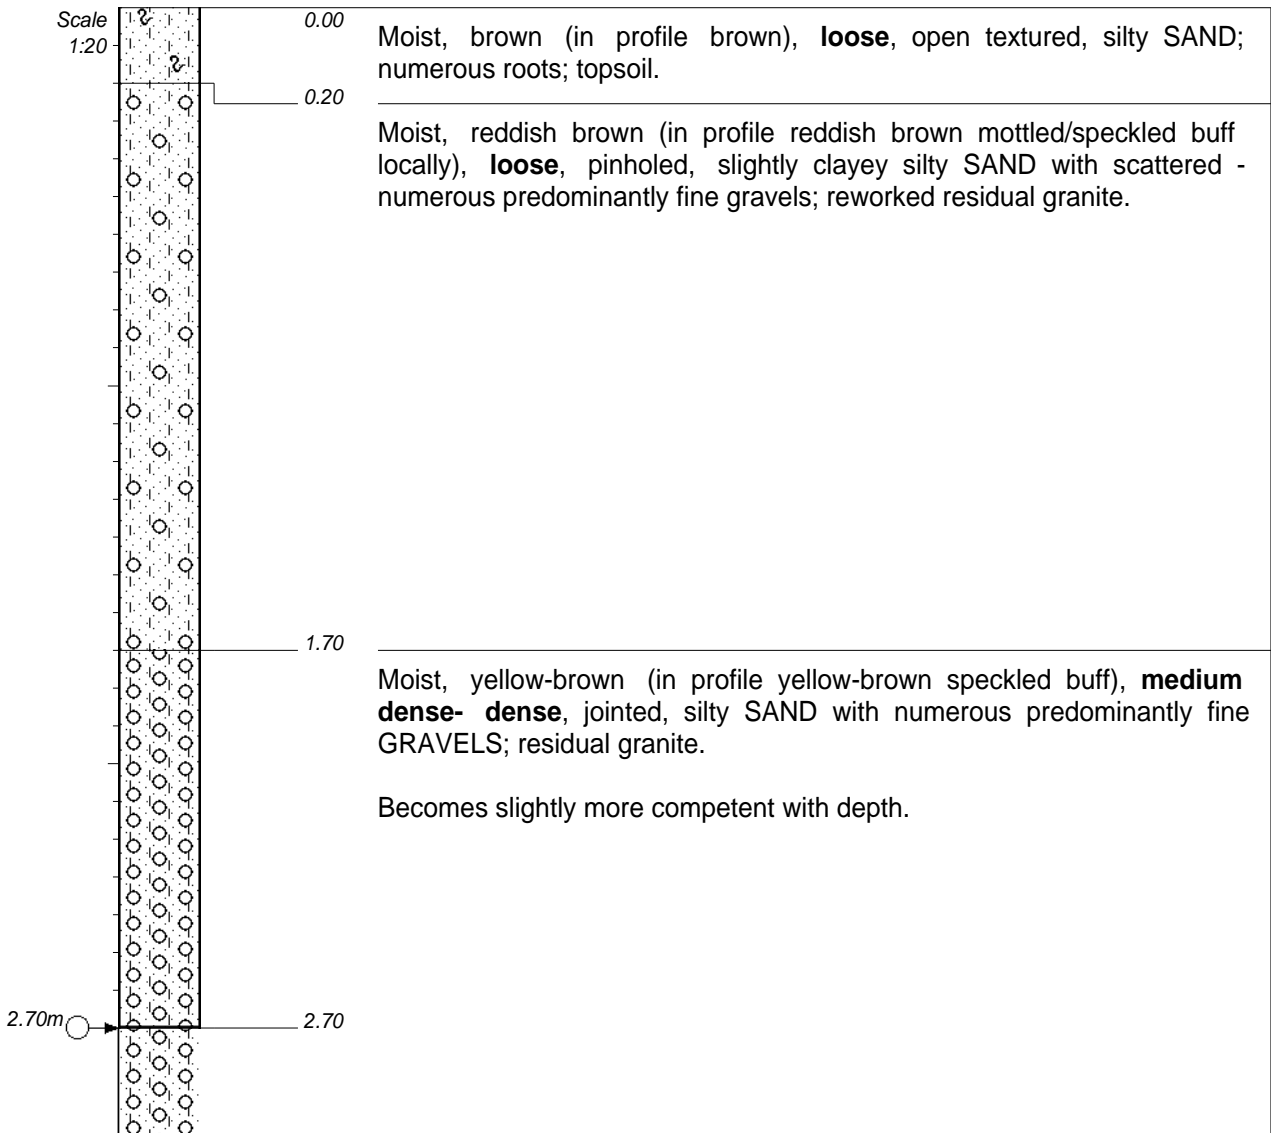 Scale
1:20
0.00
Moist, brown (in profile brown), loose, open textured, silty SAND;
numerous roots; topsoil.
0.20
Moist, reddish brown (in profile reddish brown mottled/speckled buff
locally), loose, pinholed, slightly clayey silty SAND with scattered -
numerous predominantly fine gravels; reworked residual granite.
1.70
Moist, yellow-brown (in profile yellow-brown speckled buff), medium
dense- dense, jointed, silty SAND with numerous predominantly fine
GRAVELS; residual granite.
Becomes slightly more competent with depth.
2.70m
2.70